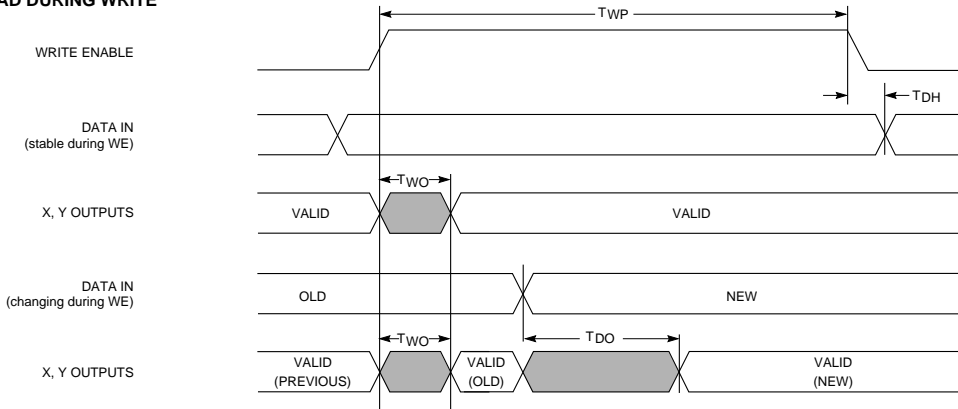 AD DURING WRITE
TWP
WRITE ENABLE
TDH
DATA IN
(stable during WE)
TWO
X, Y OUTPUTS
VALID
VALID
DATA IN
(changing during WE)
OLD
NEW
TWO
TDO
X, Y OUTPUTS
VALID
(PREVIOUS)
VALID
(OLD)
VALID
(NEW)